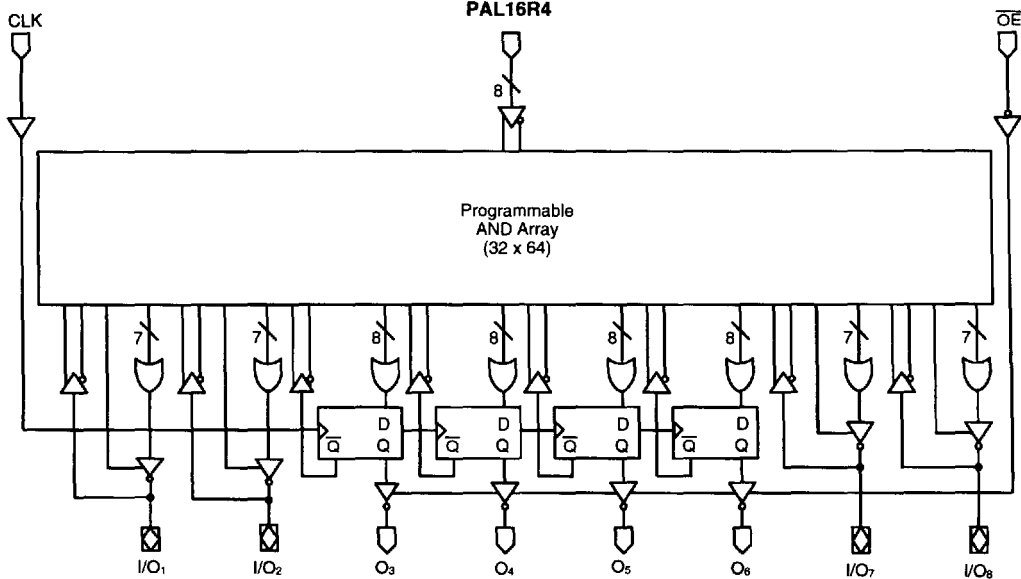 PAL16R4
CLK
OE
8
Programmable
AND Array
(32 x 64)
7 7 8 8 8 8 7 7
D D D D
Q Q Q Q Q Q Q Q
I/O1 I/O2 O3 O4 O5 O6 I/O7 I/O8